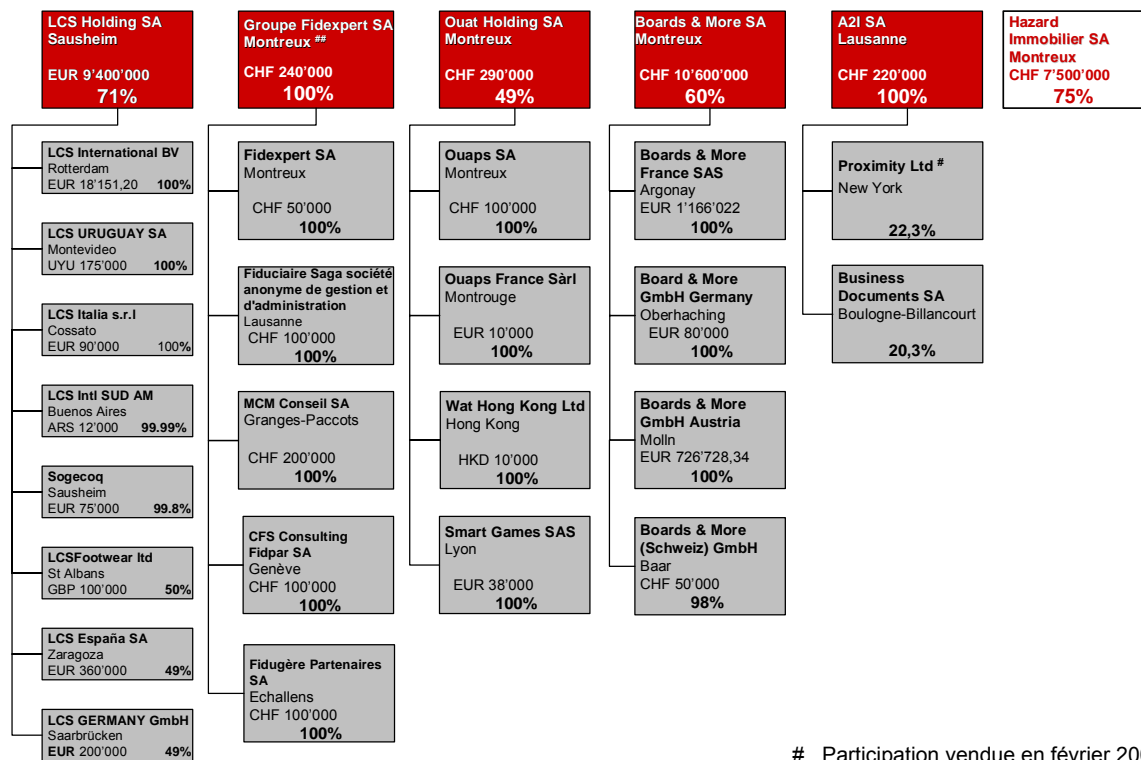 LCS Holding SA
Sausheim
EUR 9'400'000
71%
LCS International BV
Rotterdam
EUR 18'151,20 100%
LCS URUGUAY SA
Montevideo
UYU 175'000 100%
LCS Italia s.r.l
Cossato
EUR 90'000 100%
LCS Intl SUD AM
Buenos Aires
ARS 12'000 99.99%
Sogecoq
Sausheim
EUR 75'000 99.8%
LCSFootwear ltd
St Albans
GBP 100'000 50%
LCS España SA
Zaragoza
EUR 360'000 49%
LCS GERMANY GmbH
Saarbrücken
EUR 200'000 49%
Groupe Fidexpert SA
Montreux ##
CHF 240'000
100%
Fidexpert SA
Montreux
CHF 50'000
100%
Fiduciaire Saga société
anonyme de gestion et
d'administration
Lausanne
CHF 100'000
100%
MCM Conseil SA
Granges-Paccots
CHF 200'000
100%
CFS Consulting
Fidpar SA
Genève
CHF 100'000
100%
Fidugère Partenaires
SA
Echallens
CHF 100'000
100%
Ouat Holding SA
Montreux
CHF 290'000
49%
Ouaps SA
Montreux
CHF 100'000
100%
Ouaps France Sàrl
Montrouge
EUR 10'000
100%
Wat Hong Kong Ltd
Hong Kong
HKD 10'000
100%
Smart Games SAS
Lyon
EUR 38'000
100%
Boards & More SA
Montreux
CHF 10'600'000
60%
Boards & More
France SAS
Argonay
EUR 1'166'022
100%
Board & More
GmbH Germany
Oberhaching
EUR 80'000
100%
Boards & More
GmbH Austria
Molln
EUR 726'728,34
100%
Boards & More
(Schweiz) GmbH
Baar
CHF 50'000
98%
A2I SA
Lausanne
CHF 220'000
100%
Proximity Ltd #
New York
22,3%
Business
Documents SA
Boulogne-Billancourt
20,3%
Hazard
Immobilier SA
Montreux
CHF 7'500'000
75%
# Participation vendue en février